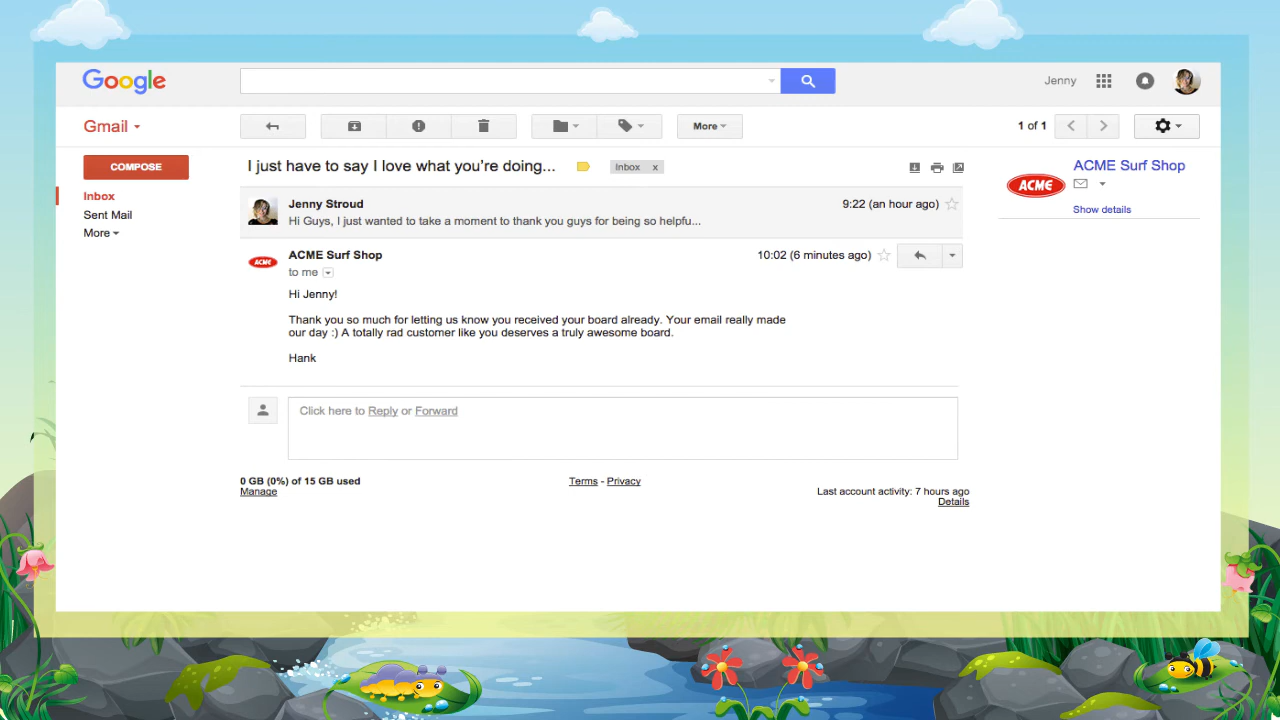 Google
Jenny
Gmail
More
1 of 1
COMPOSE
I just have to say I love what you’re doing...
Inbox x
ACME
ACME Surf Shop
Show details
Inbox
Sent Mail
More
Jenny Stroud
9:22 (an hour ago)
Hi Guys, I just wanted to take a moment to thank you guys for being so helpfu...
ACME
ACME Surf Shop
10:02 (6 minutes ago)
to me
Hi Jenny!
Thank you so much for letting us know you received your board already. Your email really made
our day :) A totally rad customer like you deserves a truly awesome board.
Hank
Click here to Reply or Forward
0 GB (0%) of 15 GB used
Manage
Terms - Privacy
Last account activity: 7 hours ago
Details